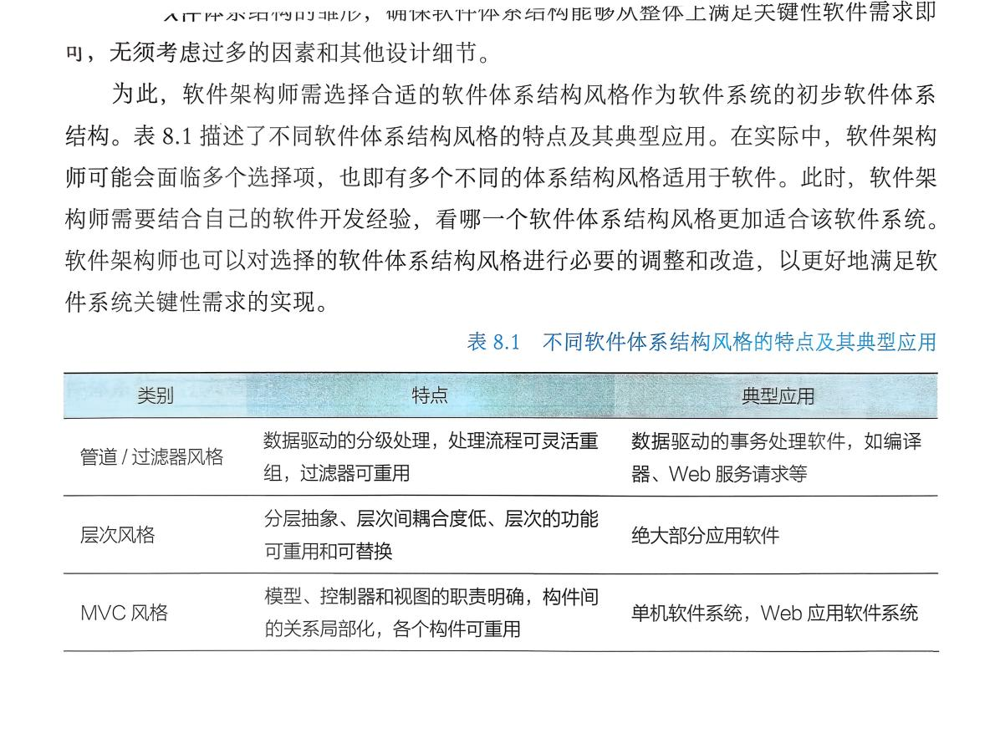 件体系结构的雏形，确保软件体系结构能够从整体上满足关键性软件需求即
可，无须考虑过多的因素和其他设计细节。
为此，软件架构师需选择合适的软件体系结构风格作为软件系统的初步软件体系
结构。表 8.1 描述了不同软件体系结构风格的特点及其典型应用。在实际中，软件架构
师可能会面临多个选择项，也即有多个不同的体系结构风格适用于软件。此时，软件架
构师需要结合自己的软件开发经验，看哪一个软件体系结构风格更加适合该软件系统。
软件架构师也可以对选择的软件体系结构风格进行必要的调整和改造，以更好地满足软
件系统关键性需求的实现。
表 8.1 不同软件体系结构风格的特点及其典型应用
类别 特点 典型应用
管道 / 过滤器风格 数据驱动的分级处理，处理流程可灵活重
组，过滤器可重用 数据驱动的事务处理软件，如编译
器、Web 服务请求等
层次风格 分层抽象、层次间耦合度低、层次的功能
可重用和可替换 绝大部分应用软件
MVC 风格 模型、控制器和视图的职责明确，构件间
的关系局部化，各个构件可重用 单机软件系统，Web 应用软件系统